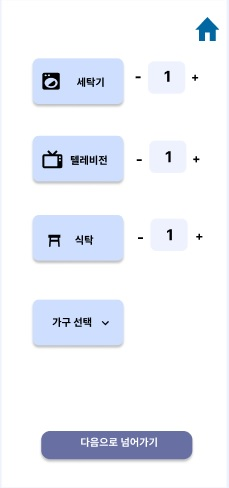 세탁기 - 1 +
텔레비전 - 1 +
식탁 - 1 +
가구 선택
다음으로 넘어가기